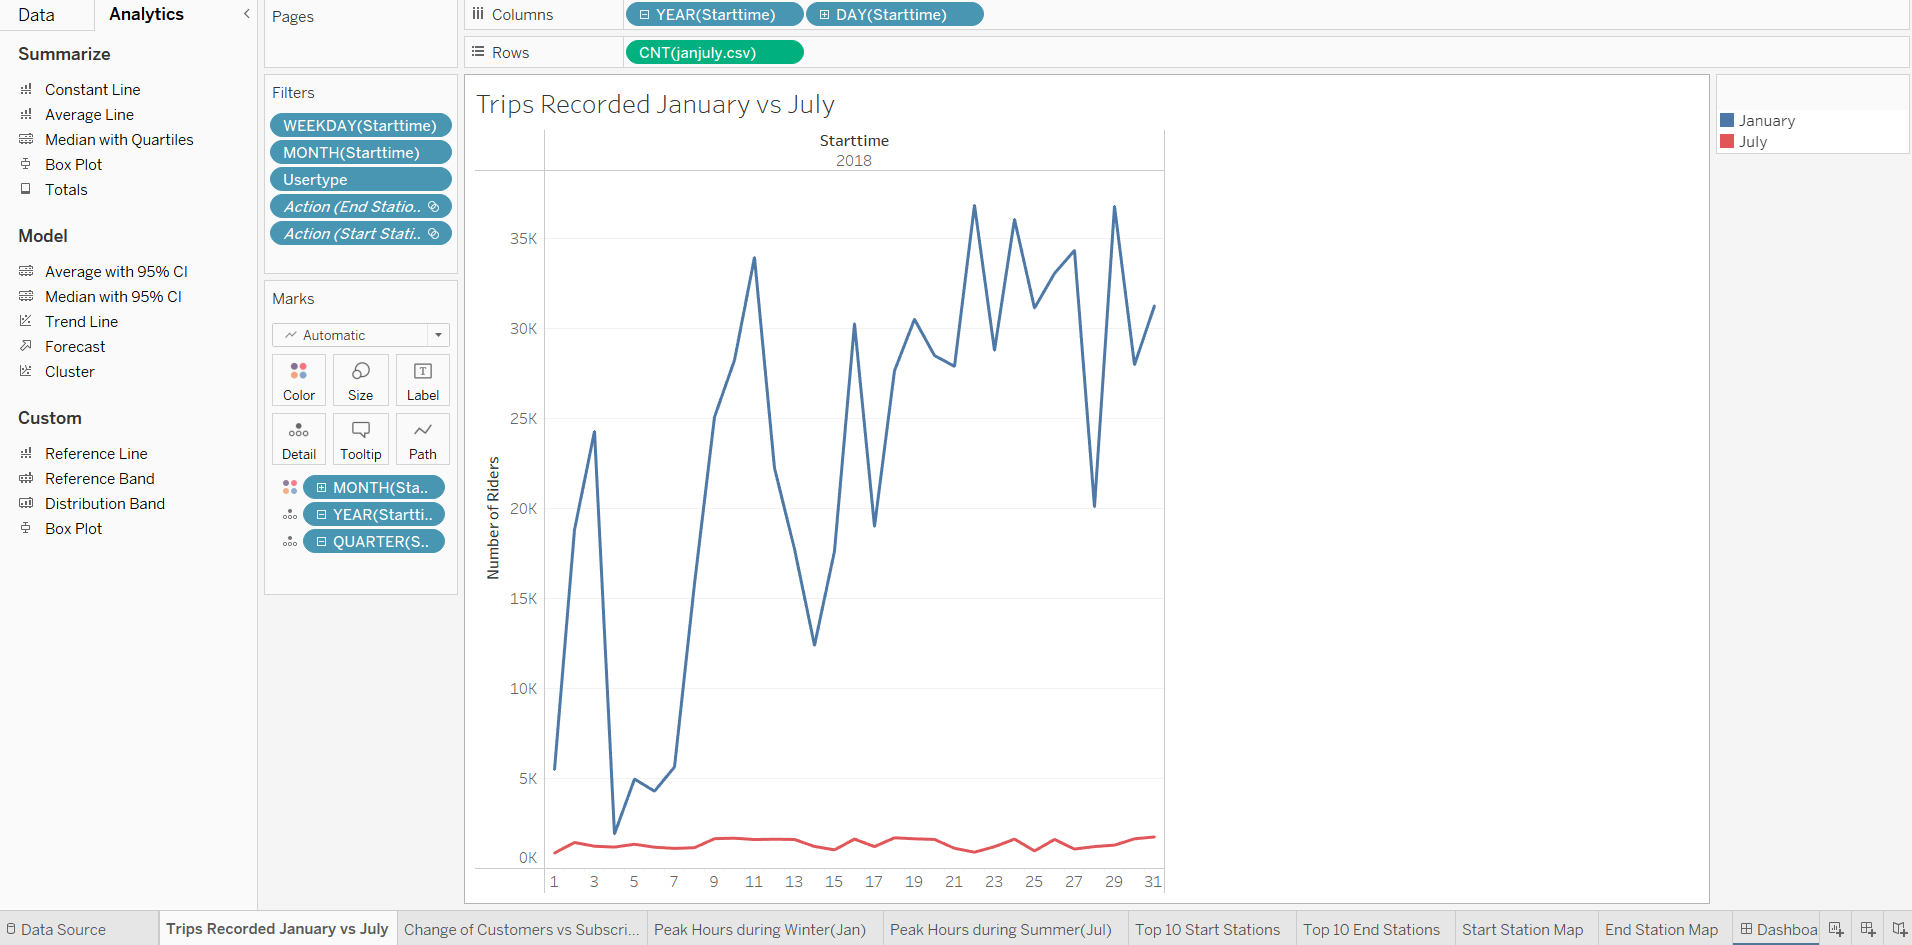 Data
Analytics
Summarize
Constant Line
Average Line
Median with Quartiles
Box Plot
Totals
Model
Average with 95% CI
Median with 95% CI
Trend Line
Forecast
Cluster
Custom
Reference Line
Reference Band
Distribution Band
Box Plot
Pages
Filters
WEEKDAY(Starttime)
MONTH(Starttime)
Usertype
Action (End Statio..
Action (Start Stati..
Marks
Automatic
Color Size Label
Detail Tooltip Path
MONTH(Sta..
YEAR(Startti..
QUARTER(S..
Columns YEAR(Starttime) DAY(Starttime)
Rows CNT(janjuly.csv)
Trips Recorded January vs July
Starttime
2018
35K
30K
25K
20K
15K
10K
5K
0K
Number of Riders
1 3 5 7 9 11 13 15 17 19 21 23 25 27 29 31
January
July
Data Source Trips Recorded January vs July Change of Customers vs Subscri... Peak Hours during Winter(Jan) Peak Hours during Summer(Jul) Top 10 Start Stations Top 10 End Stations Start Station Map End Station Map Dashboa